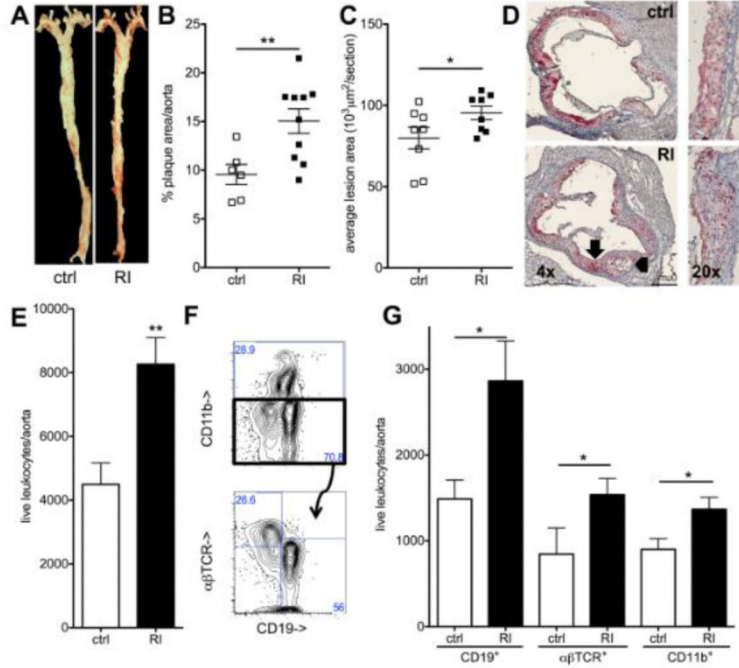 A
ctrl RI
B
% plaque area/aorta
25
20
15
10
5
0
**
ctrl RI
C
average lesion area (10³μm²/section)
150
100
50
0
*
ctrl RI
D
ctrl
RI
4x
20x
E
live leukocytes/aorta
10000
8000
6000
4000
2000
0
**
ctrl RI
F
28.9
CD11b->
70.8
26.6
αβTCR->
56
CD19->
G
live leukocytes/aorta
3000
2000
1000
0
*
*
*
ctrl RI ctrl RI ctrl RI
CD19⁺ αβTCR⁺ CD11b⁺